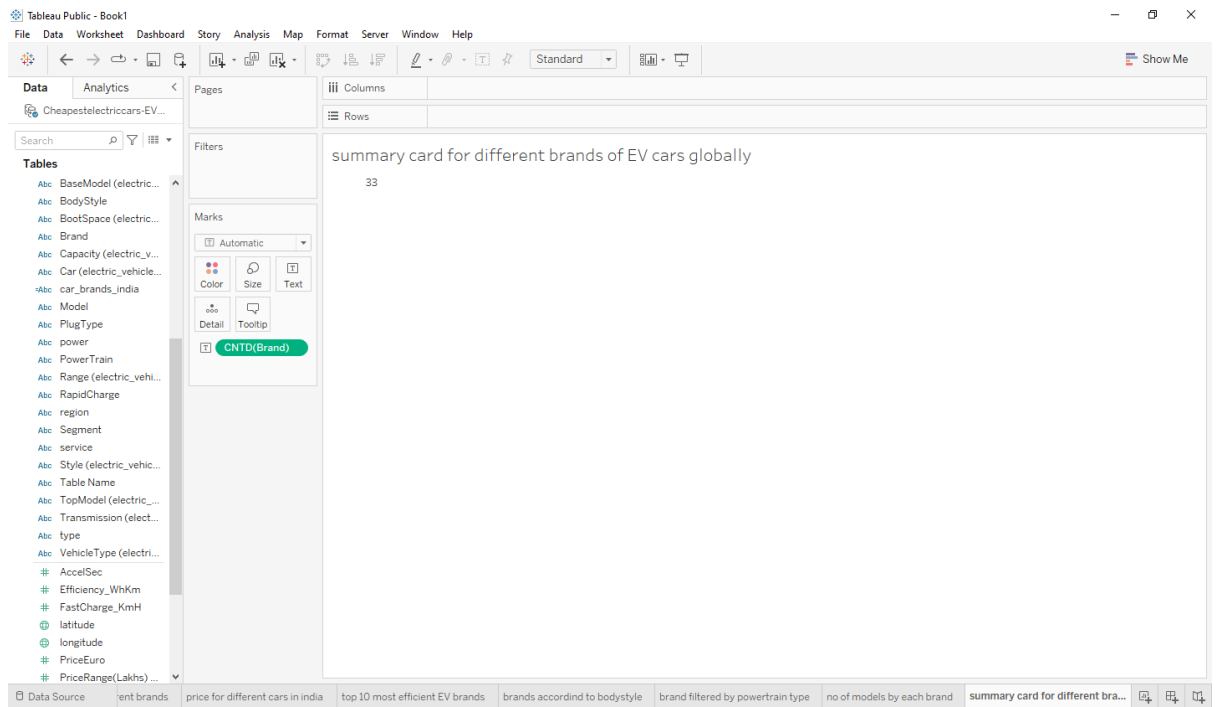 Tableau Public - Book1
File Data Worksheet Dashboard Story Analysis Map Format Server Window Help
Standard
Show Me
Data Analytics
Cheapestelectriccars-EV...
Search
Tables
Abc BaseModel (electric...
Abc BodyStyle
Abc BootSpace (electric...
Abc Brand
Abc Capacity (electric_v...
Abc Car (electric_vehicle...
=Abc car_brands_india
Abc Model
Abc PlugType
Abc power
Abc PowerTrain
Abc Range (electric_vehi...
Abc RapidCharge
Abc region
Abc Segment
Abc service
Abc Style (electric_vehic...
Abc Table Name
Abc TopModel (electric_...
Abc Transmission (elect...
Abc type
Abc VehicleType (electri...
# AccelSec
# Efficiency_WhKm
# FastCharge_KmH
latitude
longitude
# PriceEuro
# PriceRange(Lakhs) ...
Pages
Filters
Marks
Automatic
Color Size Text
Detail Tooltip
T CNTD(Brand)
Columns
Rows
summary card for different brands of EV cars globally
33
Data Source rent brands price for different cars in india top 10 most efficient EV brands brands accordind to bodystyle brand filtered by powertrain type no of models by each brand summary card for different bra...